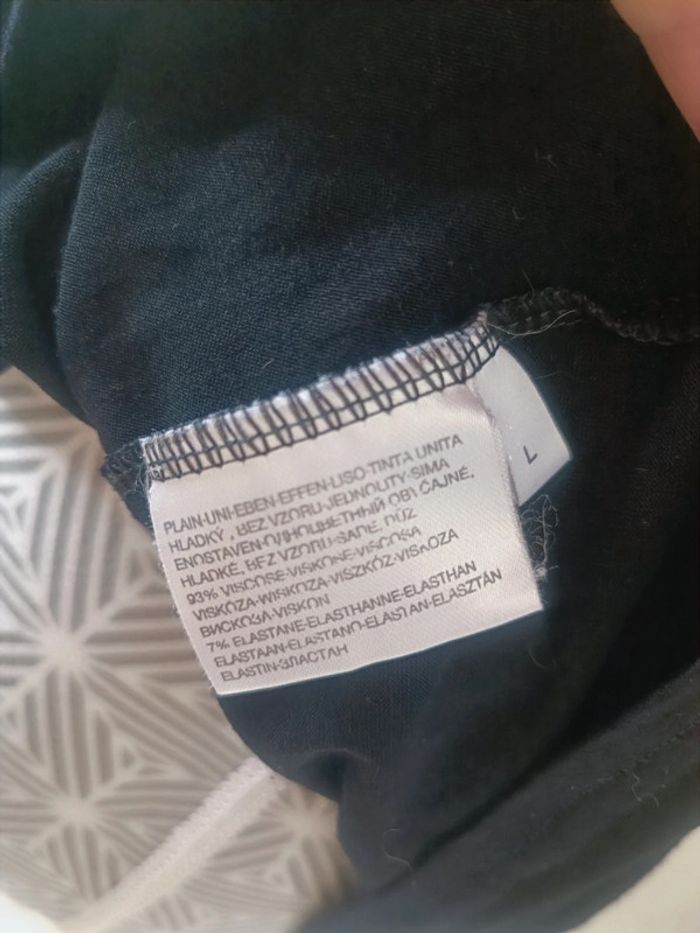 PLAIN-UNI-EBEN-EFFEN-LISO-TINTA UNITA
HLADKÝ , BEZ VZORU-JEDNOLITY-SIMA
ENOSTAVEN-ОДНОЦВЕТНЫЙ OBYČAJNÉ,
HLADKÉ, BEZ VZORU-SADE, DÜZ
93% VISCOSE-VISKOSE-VISCOSA
VISKÓZA-WISKOZA-VISZKÓZ-VISKOZA
ВИСКОЗА-VISKON
7% ELASTANE-ELASTHANNE-ELASTHAN
ELASTAAN-ELASTANO-ELASTAN-ELASZTÁN
ELASTIN-ЭЛАСТАН
L